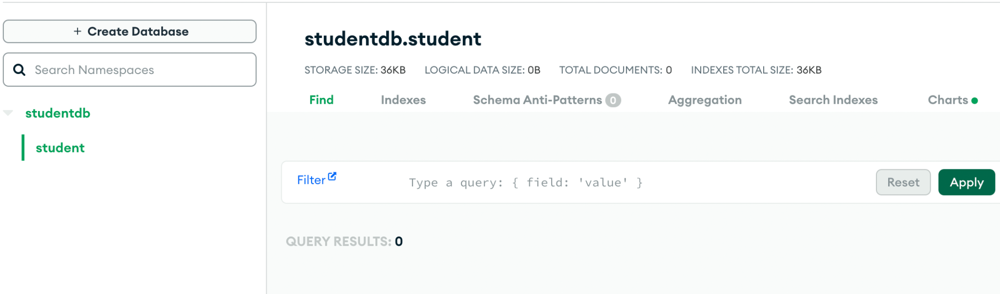 + Create Database
Search Namespaces
studentdb
student
studentdb.student
STORAGE SIZE: 36KB LOGICAL DATA SIZE: 0B TOTAL DOCUMENTS: 0 INDEXES TOTAL SIZE: 36KB
Find Indexes Schema Anti-Patterns 0 Aggregation Search Indexes Charts
Filter Type a query: { field: 'value' } Reset Apply
QUERY RESULTS: 0